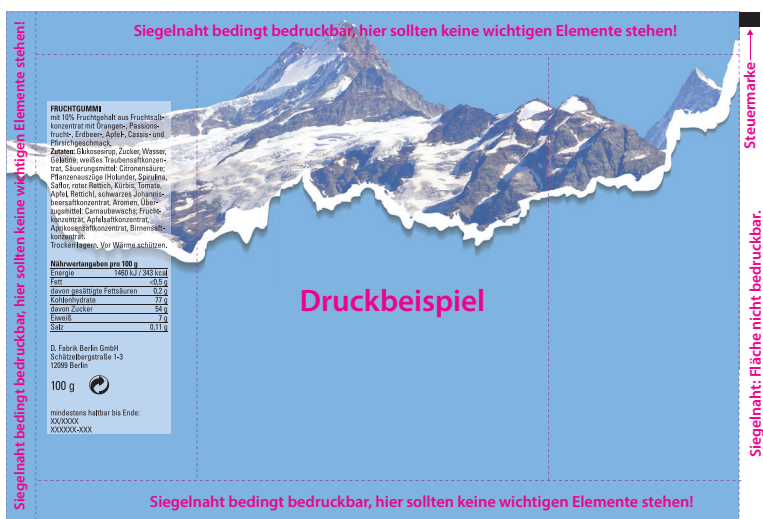 Siegelnaht bedingt bedruckbar, hier sollten keine wichtigen Elemente stehen!
Siegelnaht bedingt bedruckbar, hier sollten keine wichtigen Elemente stehen!
FRUCHTGUMMI
mit 10% Fruchtgehalt aus Fruchtsaft-
konzentrat mit Orangen-, Passions-
frucht-, Erdbeer-, Apfel-, Cassis- und
Pfirsichgeschmack.
Zutaten: Glukosesirup, Zucker, Wasser,
Gelatine, weißes Traubensaftkonzen-
trat, Säuerungsmittel: Citronensäure;
Pflanzenauszüge (Holunder, Spirulina,
Saflor, roter Rettich, Kürbis, Tomate,
Apfel, Rettich), schwarzes Johannis-
beersaftkonzentrat, Aromen, Über-
zugsmittel: Carnaubawachs; Frucht-
konzentrat, Apfelsaftkonzentrat,
Aprikosensaftkonzentrat, Birnensaft-
konzentrat.
Trocken lagern. Vor Wärme schützen.
Nährwertangaben pro 100 g
Energie 1460 kJ / 343 kcal
Fett <0,5 g
davon gesättigte Fettsäuren 0,2 g
Kohlenhydrate 77 g
davon Zucker 54 g
Eiweiß 7 g
Salz 0,11 g
D. Fabrik Berlin GmbH
Schätzelbergstraße 1-3
12099 Berlin
100 g
mindestens haltbar bis Ende:
XX/XXXX
XXXXXX-XXX
Druckbeispiel
Steuermarke
Siegelnaht: Fläche nicht bedruckbar.
Siegelnaht bedingt bedruckbar, hier sollten keine wichtigen Elemente stehen!